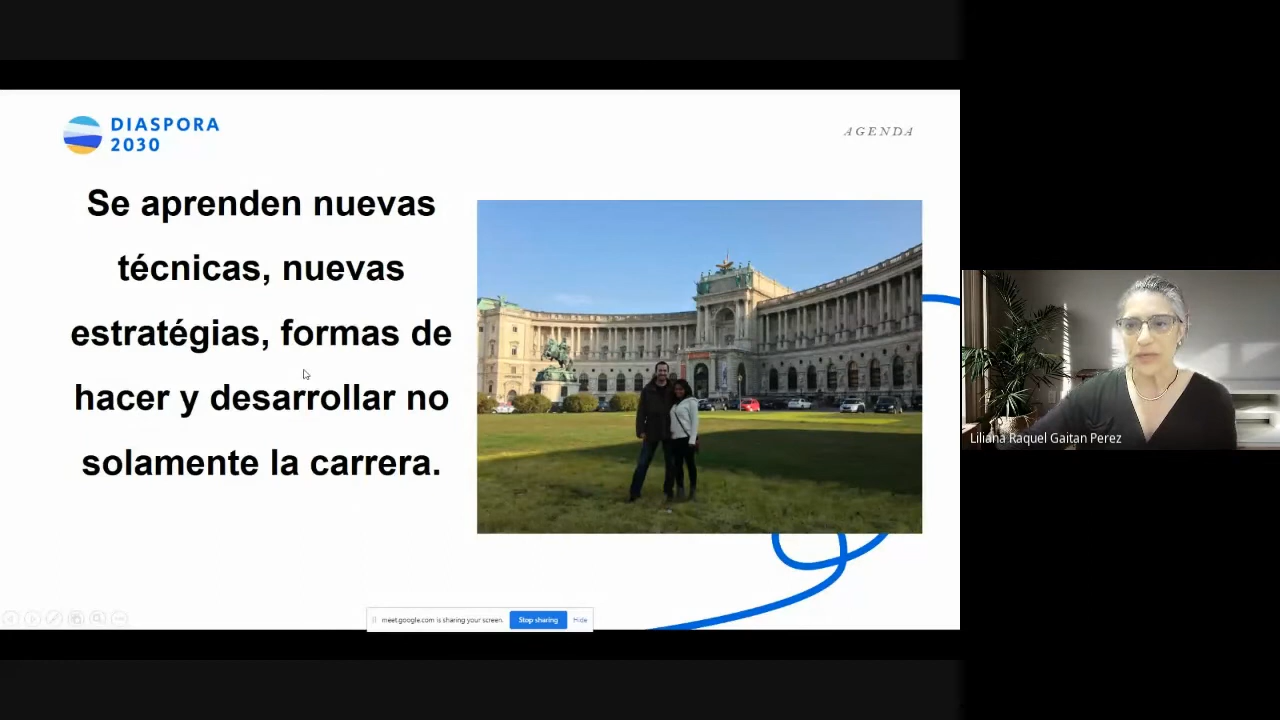 DIASPORA
2030
AGENDA
Se aprenden nuevas
técnicas, nuevas
estratégias, formas de
hacer y desarrollar no
solamente la carrera.
Liliana Raquel Gaitan Perez
meet.google.com is sharing your screen.
Stop sharing
Hide